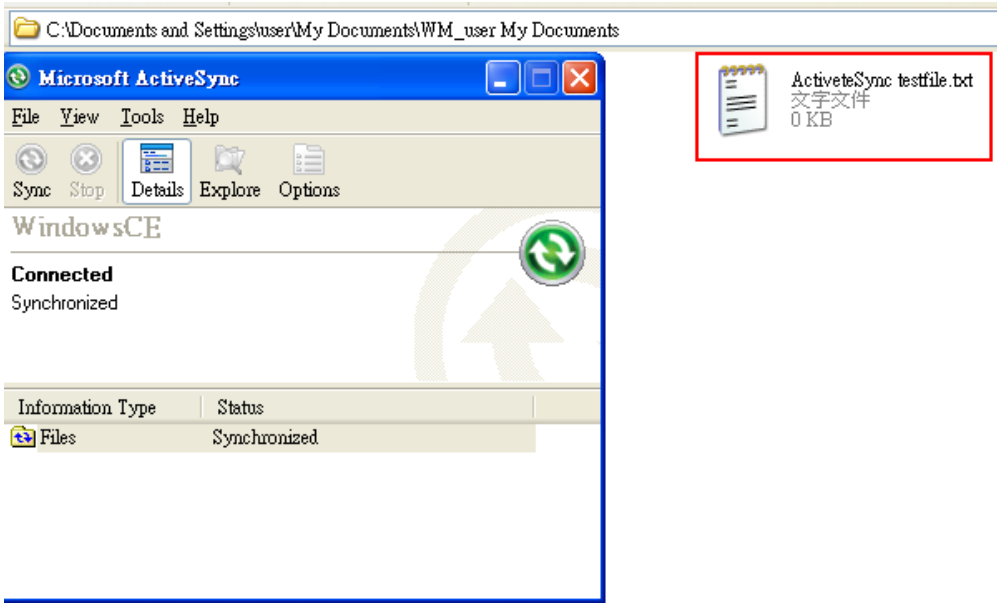 C:\Documents and Settings\user\My Documents\WM_user My Documents
Microsoft ActiveSync
File View Tools Help
Sync Stop Details Explore Options
WindowsCE
Connected
Synchronized
Information Type Status
Files Synchronized
ActiveteSync testfile.txt
文字文件
0 KB